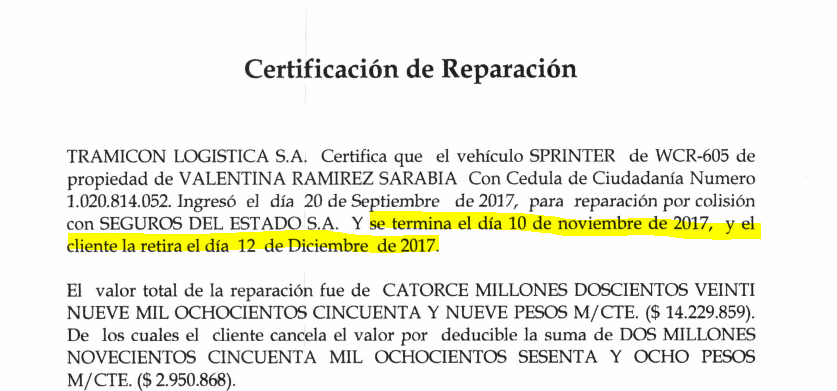 Certificación de Reparación
TRAMICON LOGISTICA S.A. Certifica que el vehículo SPRINTER de WCR-605 de
propiedad de VALENTINA RAMIREZ SARABIA Con Cedula de Ciudadanía Numero
1.020.814.052. Ingresó el día 20 de Septiembre de 2017, para reparación por colisión
con SEGUROS DEL ESTADO S.A. Y se termina el día 10 de noviembre de 2017, y el
cliente la retira el día 12 de Diciembre de 2017.
El valor total de la reparación fue de CATORCE MILLONES DOSCIENTOS VEINTI
NUEVE MIL OCHOCIENTOS CINCUENTA Y NUEVE PESOS M/CTE. ($ 14.229.859).
De los cuales el cliente cancela el valor por deducible la suma de DOS MILLONES
NOVECIENTOS CINCUENTA MIL OCHOCIENTOS SESENTA Y OCHO PESOS
M/CTE. ($ 2.950.868).